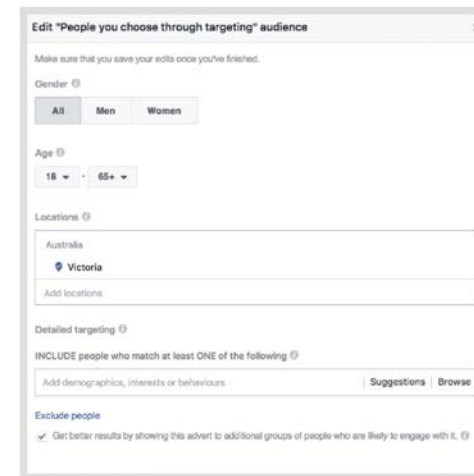 Edit "People you choose through targeting" audience
Make sure that you save your edits once you've finished.
Gender
All Men Women
Age
18 - 65+
Locations
Australia
Victoria
Add locations
Detailed targeting
INCLUDE people who match at least ONE of the following
Add demographics, interests or behaviours Suggestions Browse
Exclude people
Get better results by showing this advert to additional groups of people who are likely to engage with it.